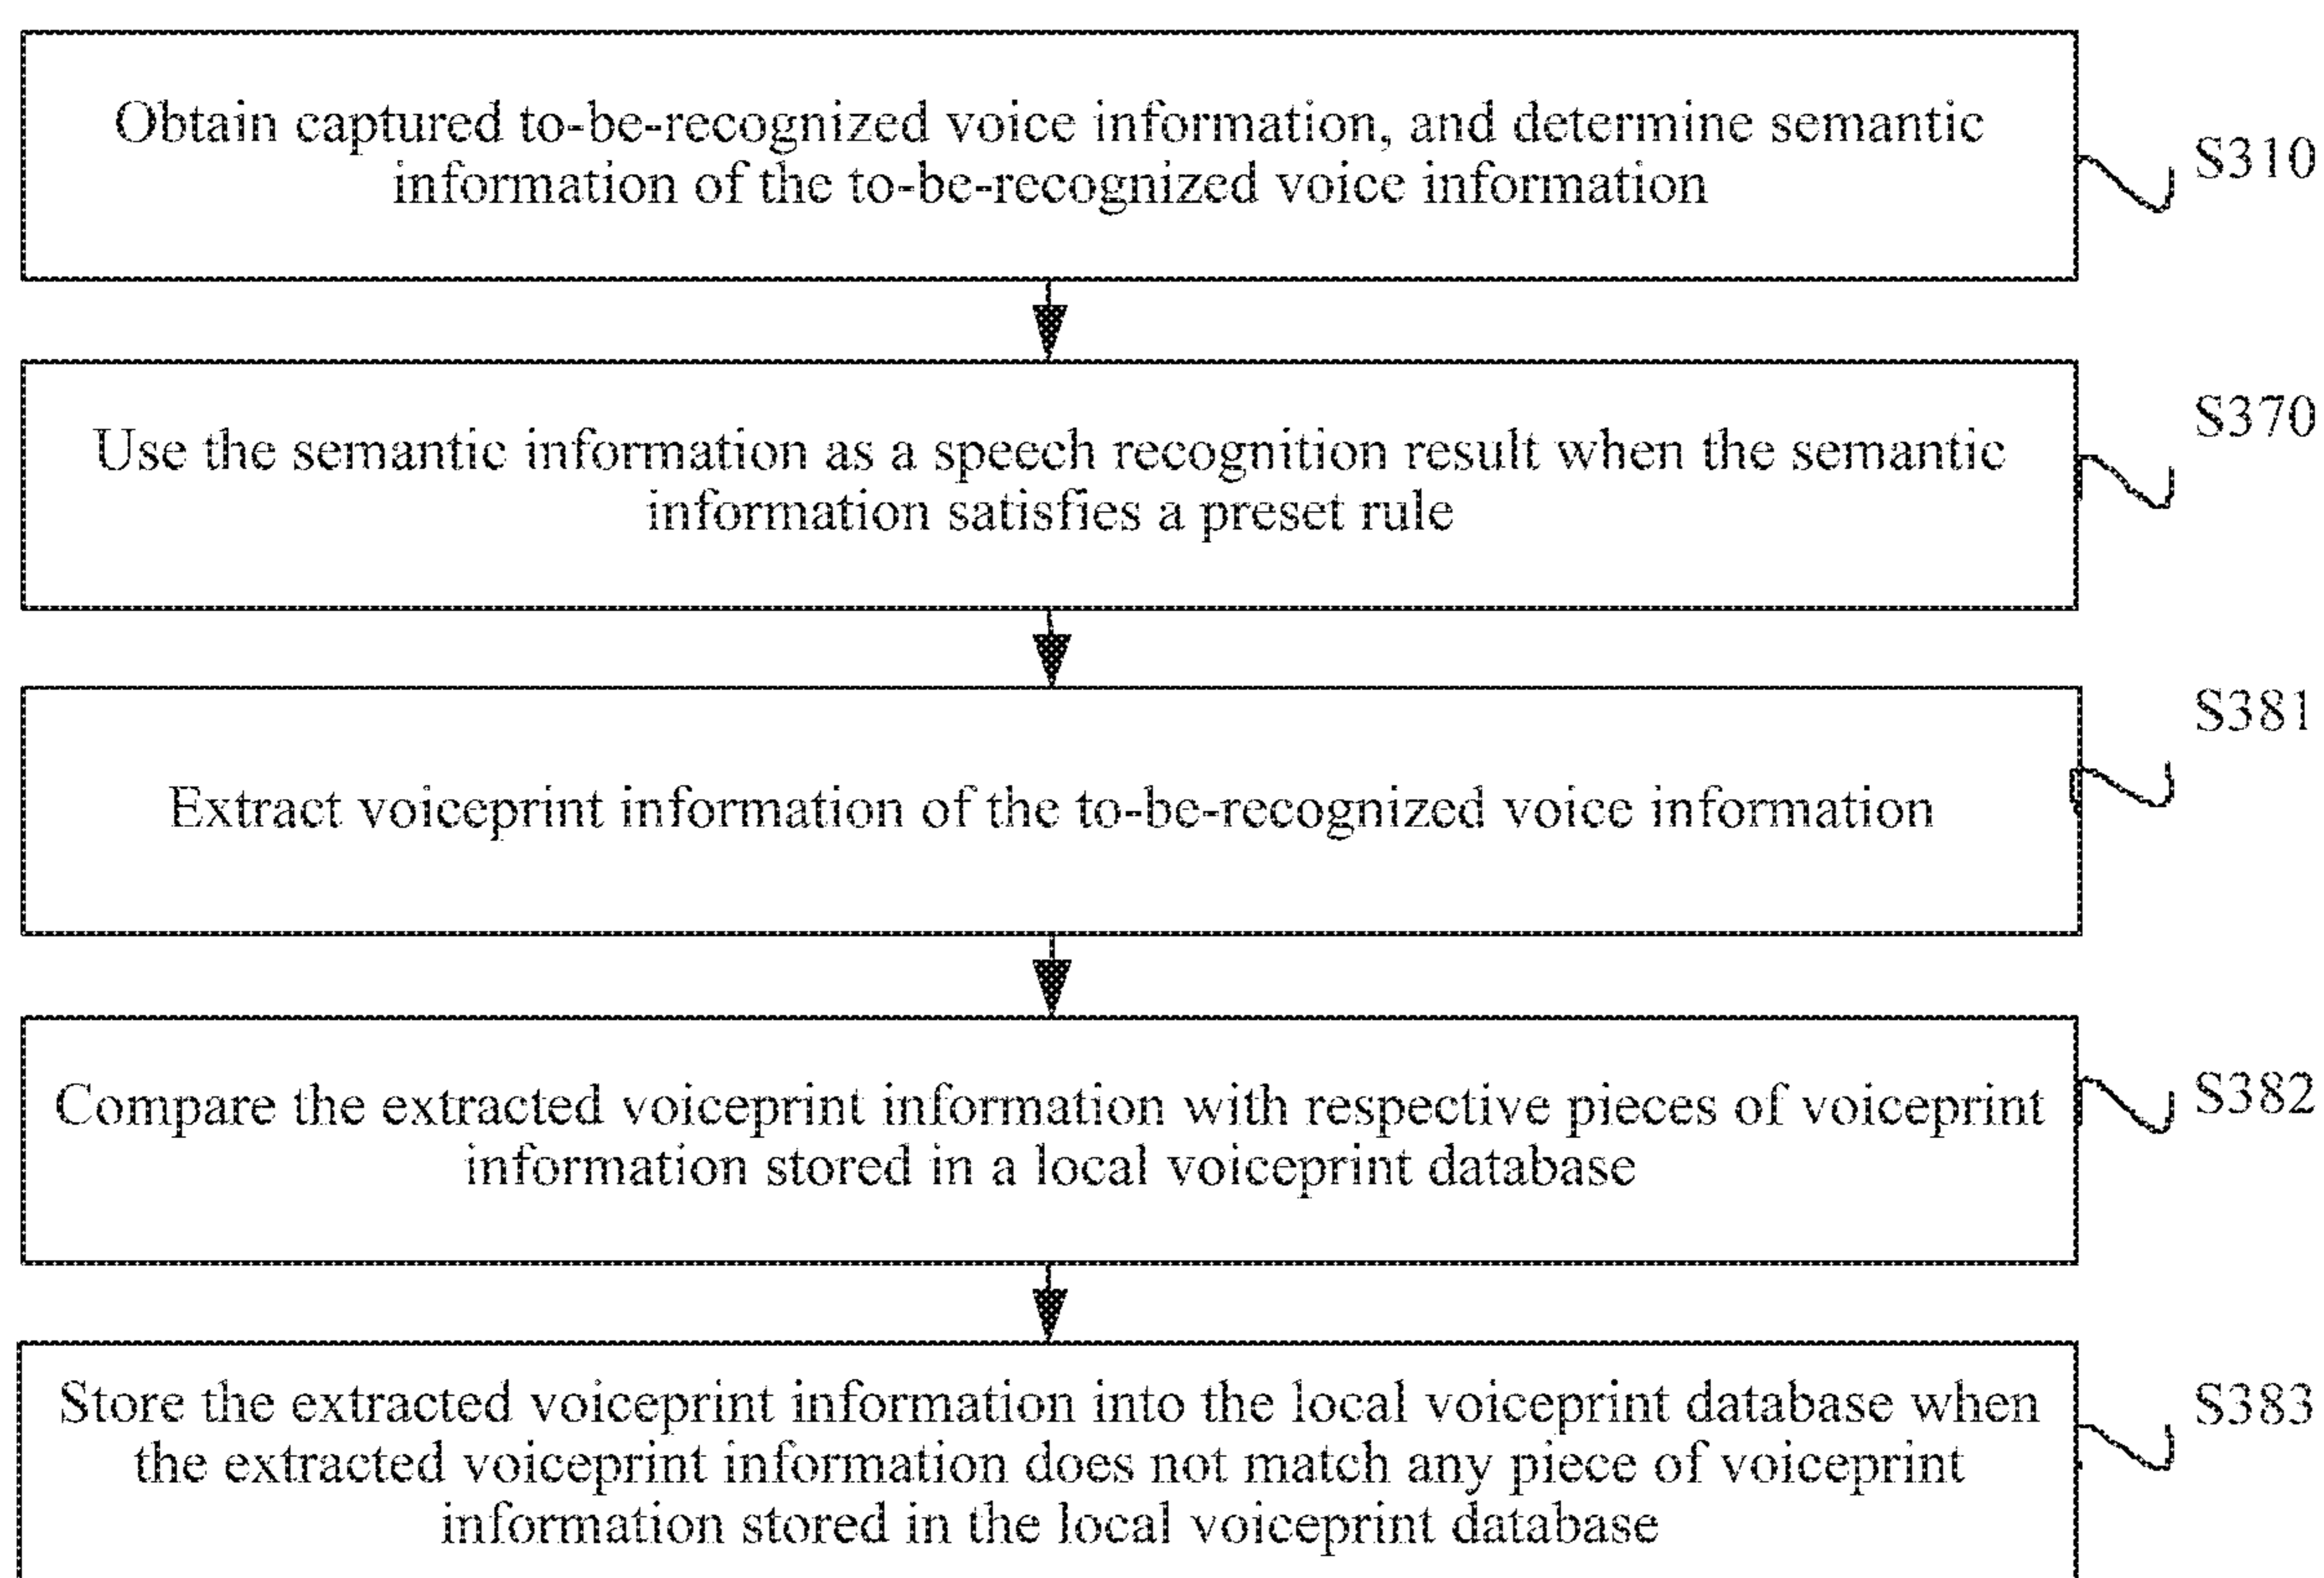 Obtain captured to-be-recognized voice information, and determine semantic
information of the to-be-recognized voice information
S310
Use the semantic information as a speech recognition result when the semantic
information satisfies a preset rule
S370
Extract voiceprint information of the to-be-recognized voice information
S381
Compare the extracted voiceprint information with respective pieces of voiceprint
information stored in a local voiceprint database
S382
Store the extracted voiceprint information into the local voiceprint database when
the extracted voiceprint information does not match any piece of voiceprint
information stored in the local voiceprint database
S383